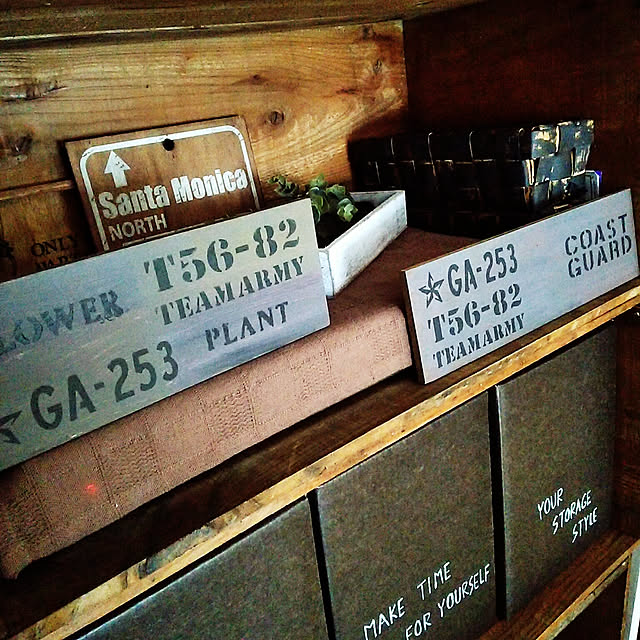 Santa Monica
NORTH
ONLY
LOWER
T56-82
TEAMARMY
GA-253
PLANT
GA-253
T56-82
TEAMARMY
COAST
GUARD
MAKE TIME
FOR YOURSELF
YOUR
STORAGE
STYLE